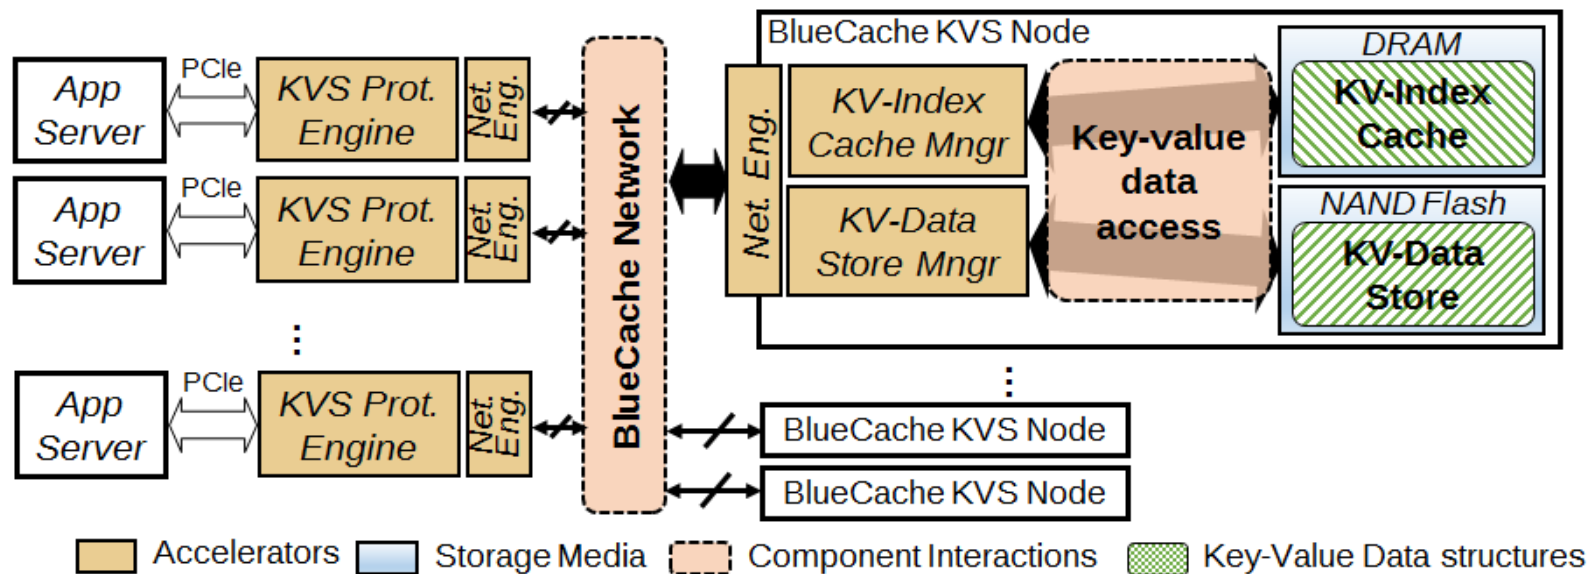 App
Server
PCIe
KVS Prot.
Engine
Net.
Eng.
App
Server
PCIe
KVS Prot.
Engine
Net.
Eng.
⋮
App
Server
PCIe
KVS Prot.
Engine
Net.
Eng.
BlueCache Network
BlueCache KVS Node
Net. Eng.
KV-Index
Cache Mngr
KV-Data
Store Mngr
Key-value
data
access
DRAM
KV-Index
Cache
NAND Flash
KV-Data
Store
⋮
BlueCache KVS Node
BlueCache KVS Node
Accelerators
Storage Media
Component Interactions
Key-Value Data structures